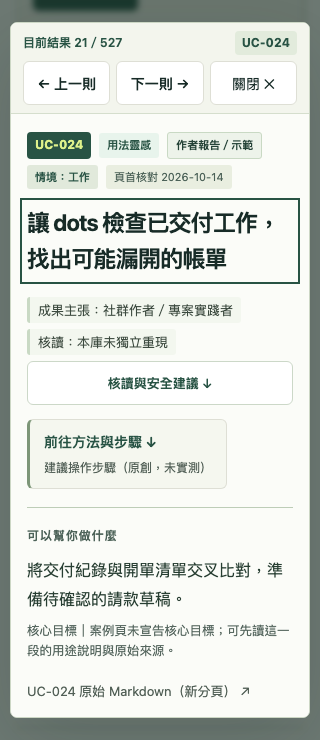 目前結果 21 / 527
UC-024
← 上一則
下一則 →
關閉 ×
UC-024
用法靈感
作者報告 / 示範
情境：工作
頁首核對 2026-10-14
讓 dots 檢查已交付工作，
找出可能漏開的帳單
成果主張：社群作者 / 專案實踐者
核讀：本庫未獨立重現
核讀與安全建議 ↓
前往方法與步驟 ↓
建議操作步驟（原創，未實測）
可以幫你做什麼
將交付紀錄與開單清單交叉比對，準
備待確認的請款草稿。
核心目標｜案例頁未宣告核心目標；可先讀這一
段的用途說明與原始來源。
UC-024 原始 Markdown（新分頁） ↗